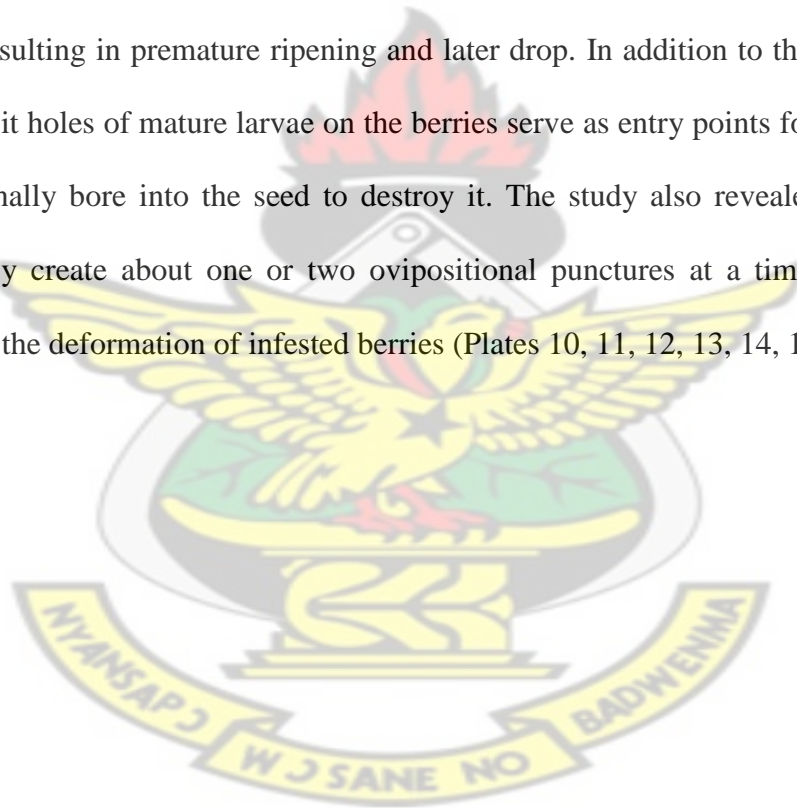 sulting in premature ripening and later drop. In addition to th
it holes of mature larvae on the berries serve as entry points fo
nally bore into the seed to destroy it. The study also reveale
y create about one or two ovipositional punctures at a tim
the deformation of infested berries (Plates 10, 11, 12, 13, 14, 1
NYANSAPƆ
WƆSANE NO
BADWENMA